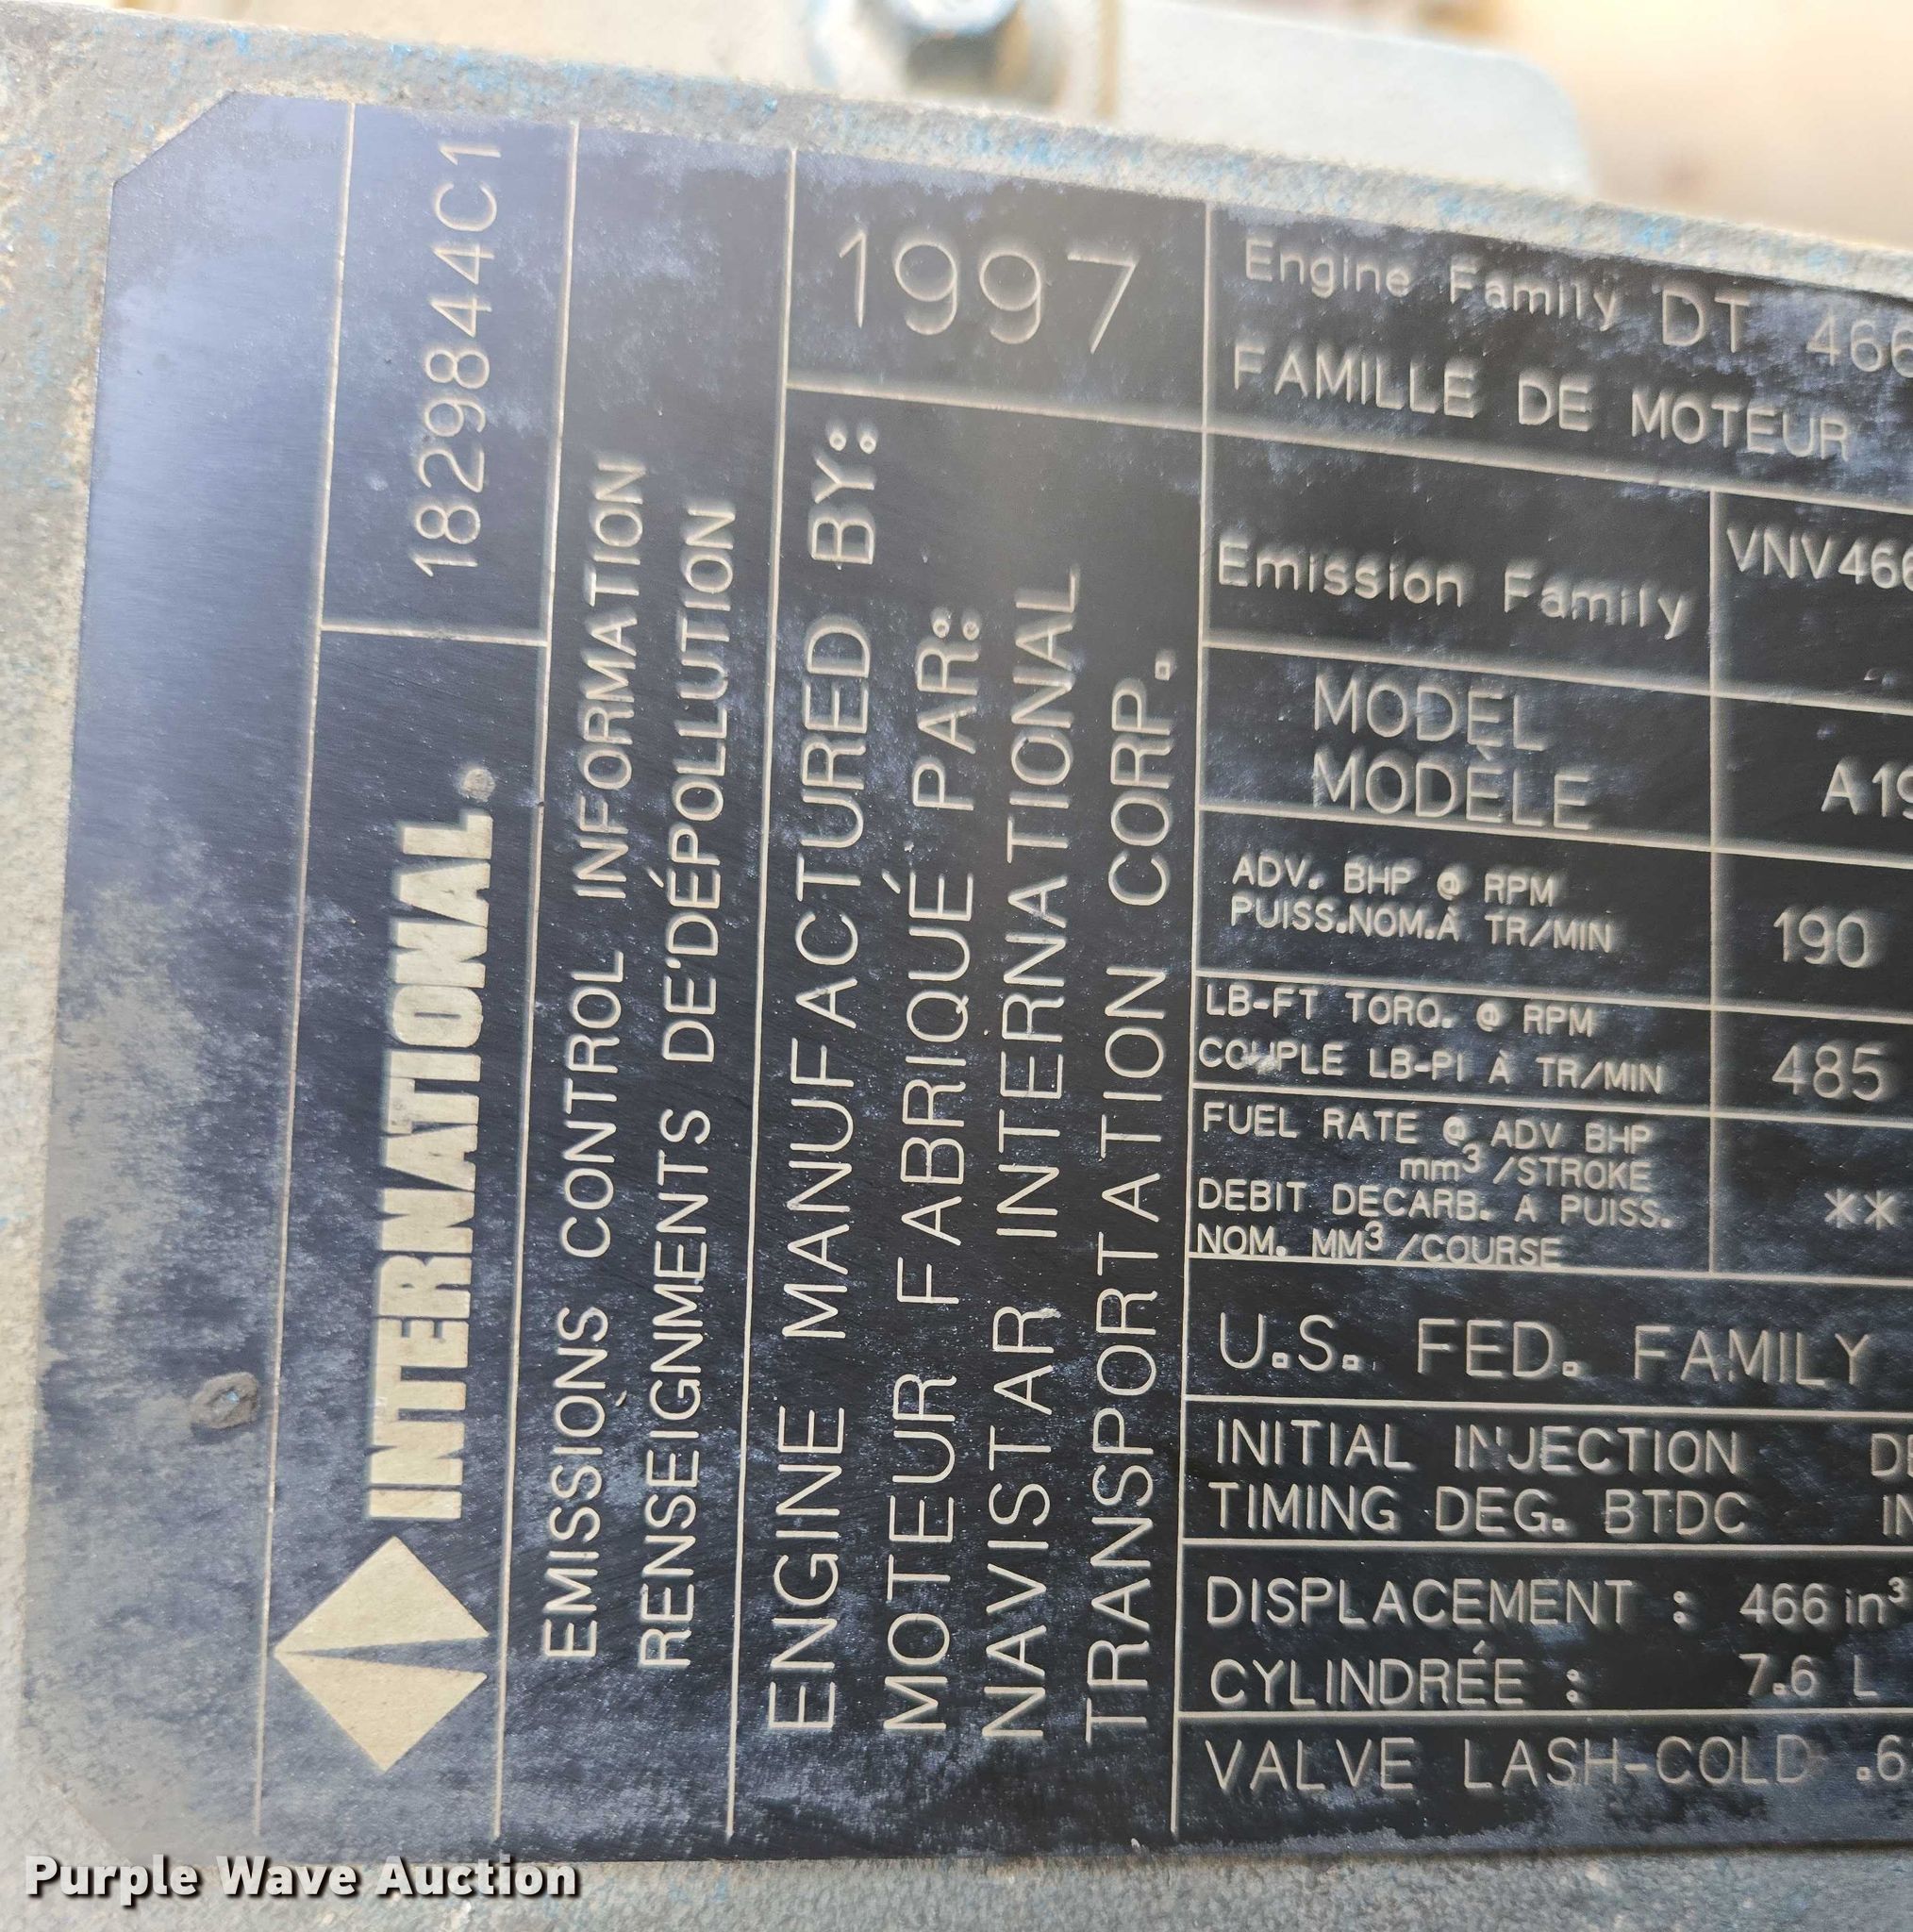 1829844C1
INTERNATIONAL®
EMISSIONS CONTROL INFORMATION
RENSEIGNMENTS DE'DÉPOLLUTION
1997
ENGINE MANUFACTURED BY:
MOTEUR FABRIQUÉ PAR:
NAVISTAR INTERNATIONAL
TRANSPORTATION CORP.
Engine Family DT 466
FAMILLE DE MOTEUR
Emission Family VNV466
MODEL
MODÈLE A19
ADV. BHP @ RPM
PUISS.NOM.À TR/MIN 190
LB-FT TORQ. @ RPM
COUPLE LB-PI À TR/MIN 485
FUEL RATE @ ADV BHP
mm³/STROKE
DEBIT DECARB. A PUISS. **
NOM. MM³/COURSE
U.S. FED. FAMILY
INITIAL INJECTION DE
TIMING DEG. BTDC IN
DISPLACEMENT : 466 in³
CYLINDRÉE : 7.6 L
VALVE LASH-COLD .6
Purple Wave Auction